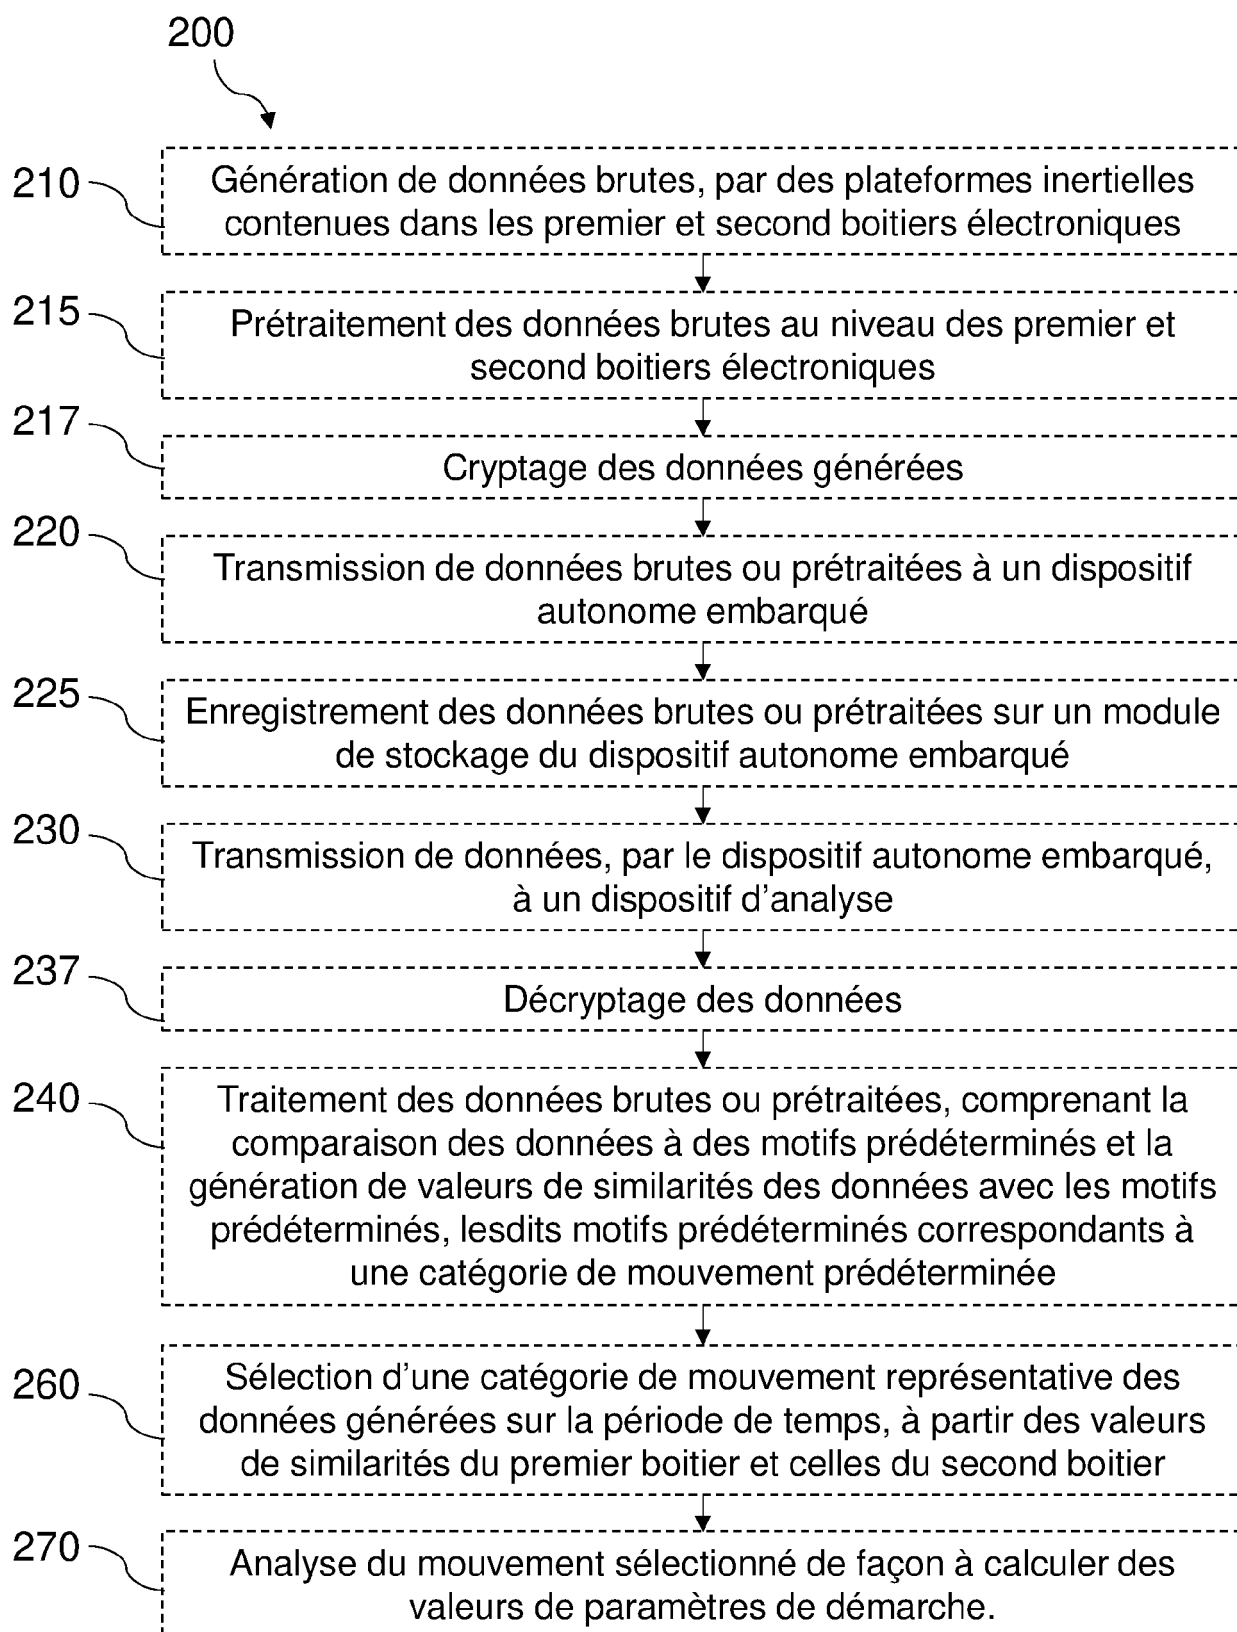 200
210
Génération de données brutes, par des plateformes inertielles
contenues dans les premier et second boitiers électroniques
215
Prétraitement des données brutes au niveau des premier et
second boitiers électroniques
217
Cryptage des données générées
220
Transmission de données brutes ou prétraitées à un dispositif
autonome embarqué
225
Enregistrement des données brutes ou prétraitées sur un module
de stockage du dispositif autonome embarqué
230
Transmission de données, par le dispositif autonome embarqué,
à un dispositif d'analyse
237
Décryptage des données
240
Traitement des données brutes ou prétraitées, comprenant la
comparaison des données à des motifs prédéterminés et la
génération de valeurs de similarités des données avec les motifs
prédéterminés, lesdits motifs prédéterminés correspondants à
une catégorie de mouvement prédéterminée
260
Sélection d'une catégorie de mouvement représentative des
données générées sur la période de temps, à partir des valeurs
de similarités du premier boitier et celles du second boitier
270
Analyse du mouvement sélectionné de façon à calculer des
valeurs de paramètres de démarche.